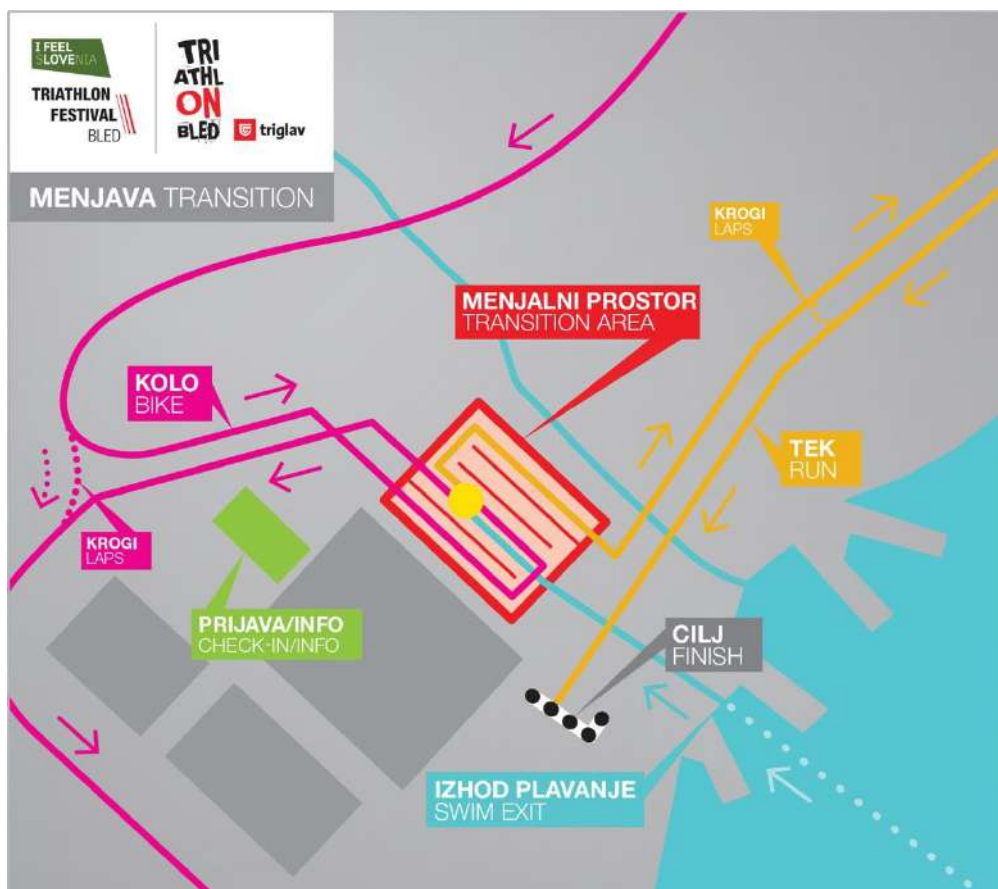 I FEEL
SLOVENIA
TRIATHLON
FESTIVAL
BLED
TRI
ATHL
ON
BLED
triglav
MENJAVA TRANSITION
KROGI
LAPS
MENJALNI PROSTOR
TRANSITION AREA
KOLO
BIKE
TEK
RUN
KROGI
LAPS
PRIJAVA/INFO
CHECK-IN/INFO
CILJ
FINISH
IZHOD PLAVANJE
SWIM EXIT